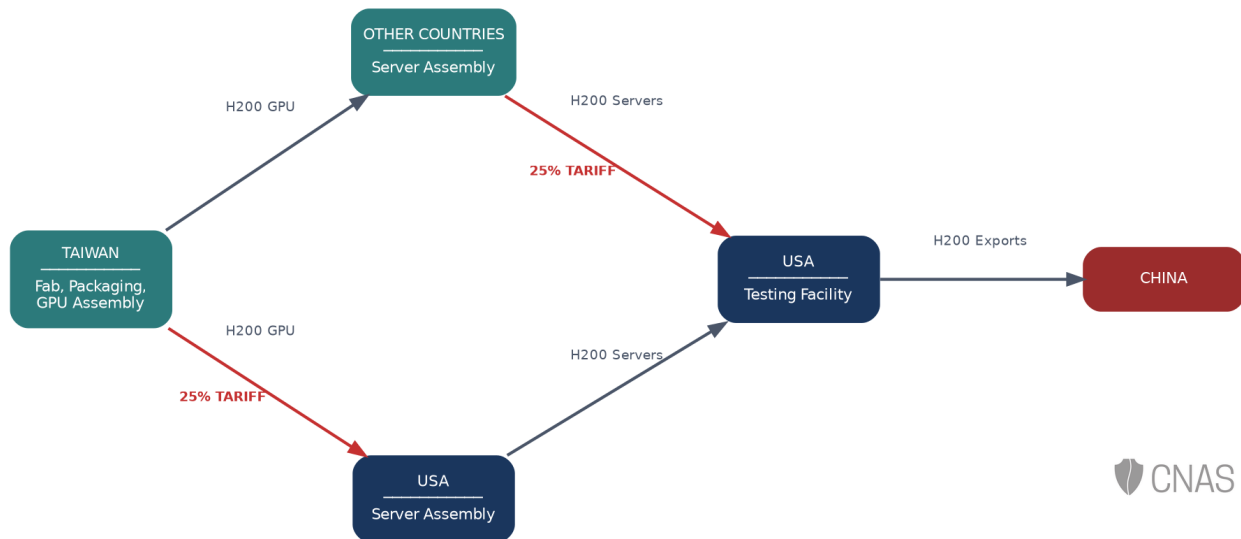 OTHER COUNTRIES
Server Assembly
H200 GPU
H200 Servers
25% TARIFF
TAIWAN
Fab, Packaging,
GPU Assembly
USA
Testing Facility
H200 Exports
CHINA
H200 GPU
25% TARIFF
H200 Servers
USA
Server Assembly
CNAS